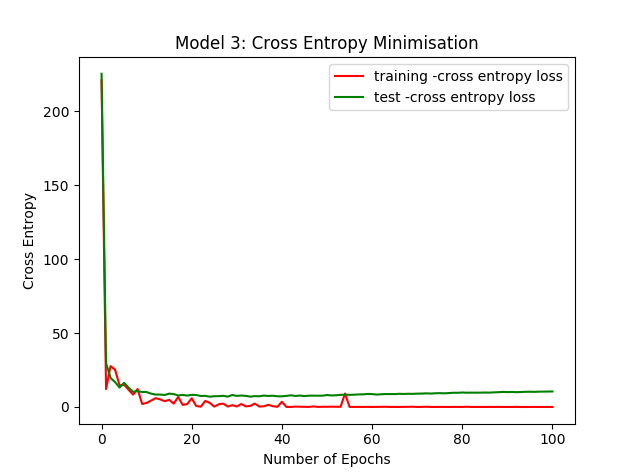 Model 3: Cross Entropy Minimisation
training -cross entropy loss
test -cross entropy loss
200
150
100
50
0
Cross Entropy
0 20 40 60 80 100
Number of Epochs